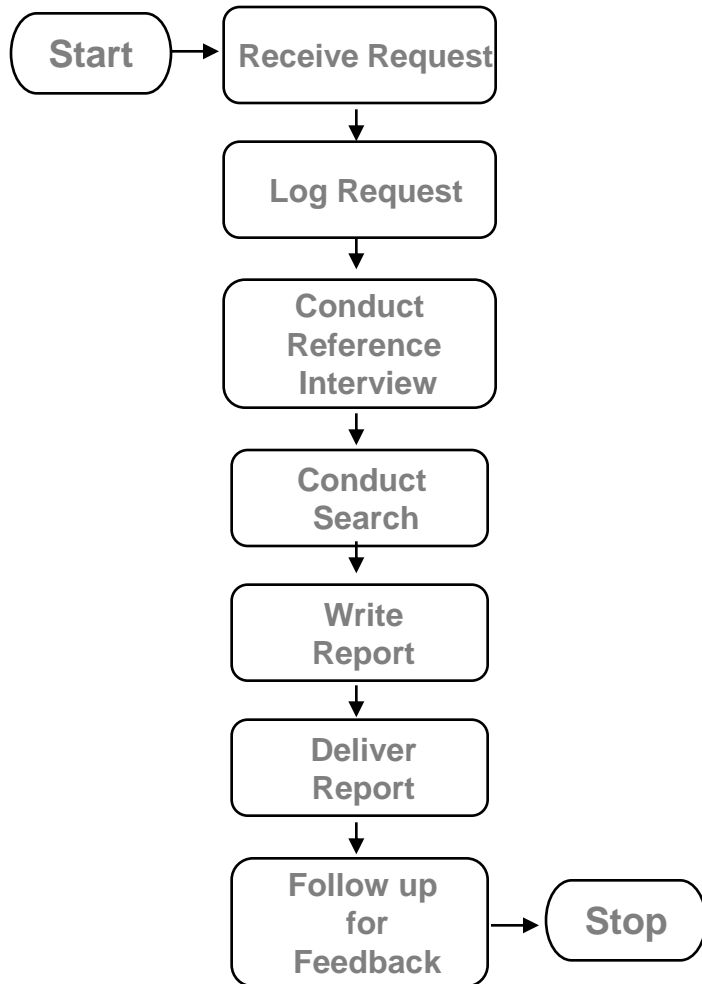 Start
Receive Request
Log Request
Conduct
Reference
Interview
Conduct
Search
Write
Report
Deliver
Report
Follow up
for
Feedback
Stop